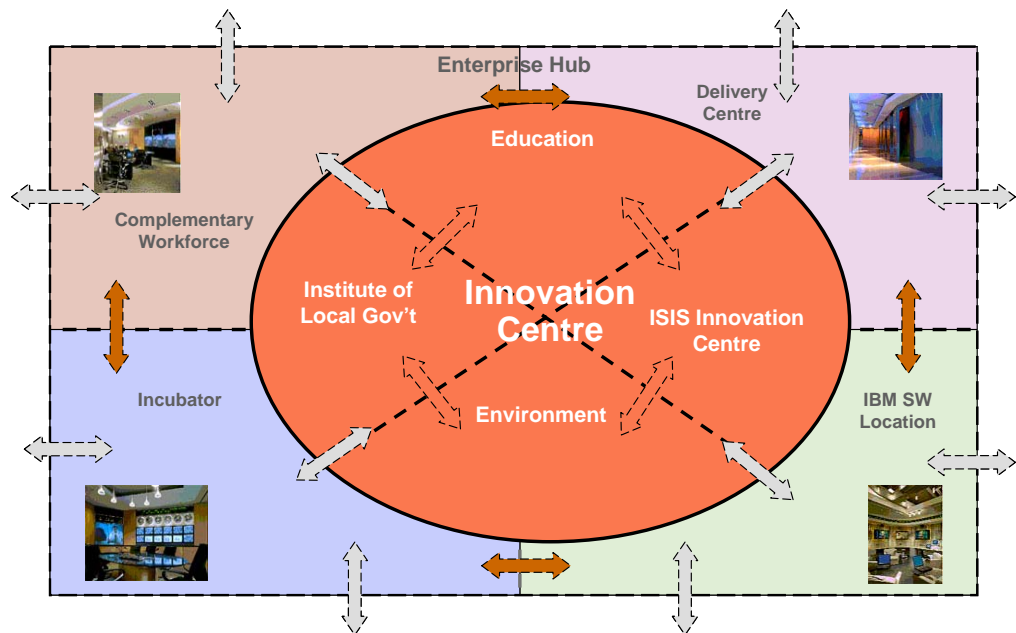 Enterprise Hub
Delivery
Centre
Education
Complementary
Workforce
Institute of
Local Gov't
Innovation
Centre
ISIS Innovation
Centre
Incubator
Environment
IBM SW
Location